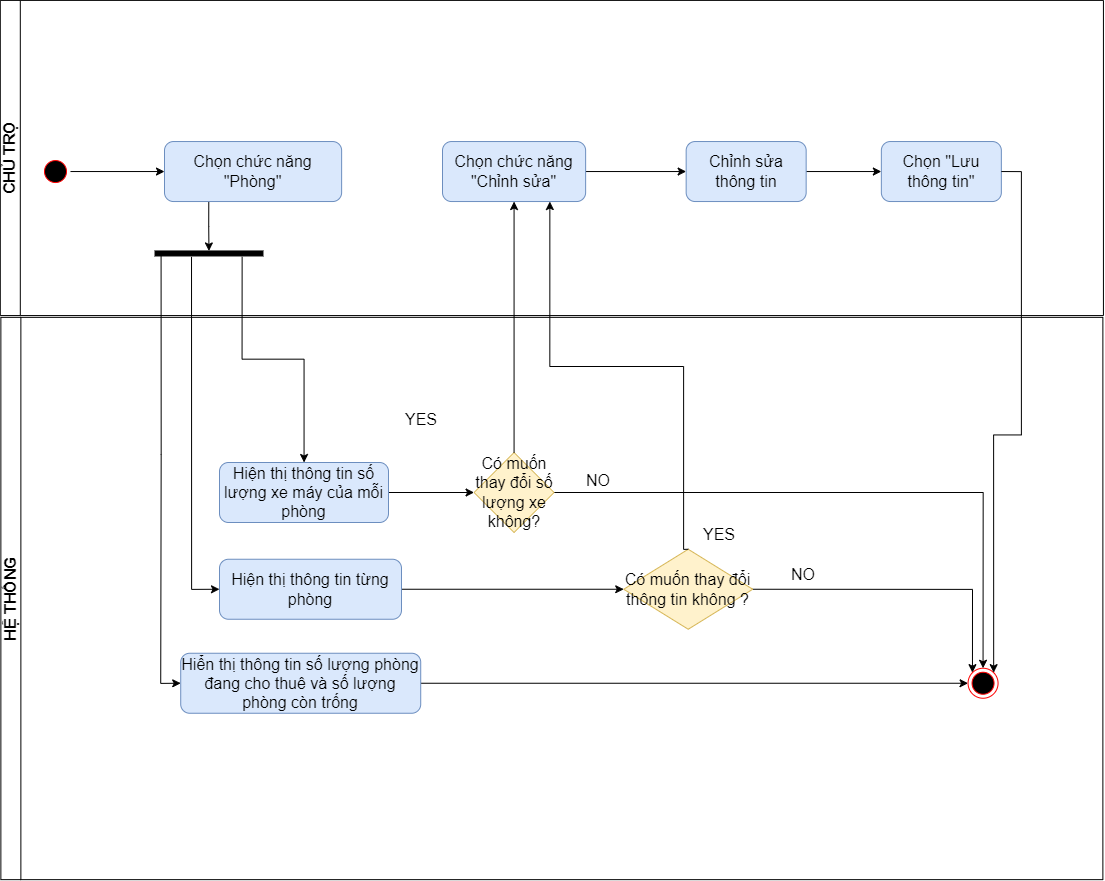 CHỦ TRỌ
Chọn chức năng
"Phòng"
Chọn chức năng
"Chỉnh sửa"
Chỉnh sửa
thông tin
Chọn "Lưu
thông tin"
HỆ THỐNG
YES
Hiện thị thông tin số
lượng xe máy của mỗi
phòng
Có muốn
thay đổi số
lượng xe
không?
NO
YES
Hiện thị thông tin từng
phòng
Có muốn thay đổi
thông tin không ?
NO
Hiển thị thông tin số lượng phòng
đang cho thuê và số lượng
phòng còn trống